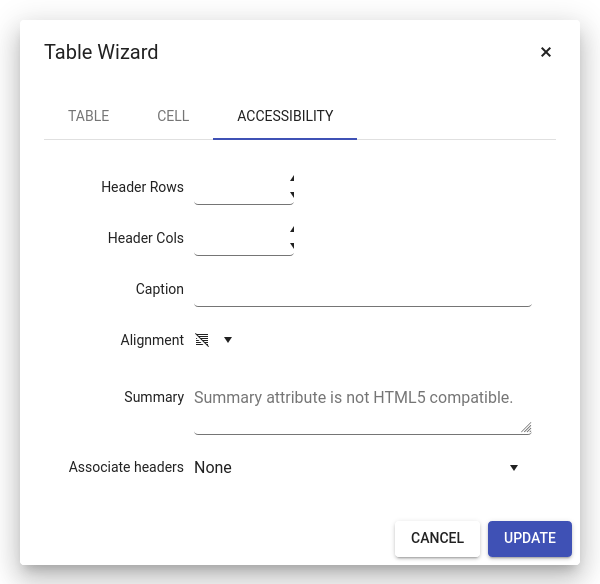 Table Wizard
TABLE CELL ACCESSIBILITY
Header Rows
Header Cols
Caption
Alignment
Summary Summary attribute is not HTML5 compatible.
Associate headers None
CANCEL UPDATE